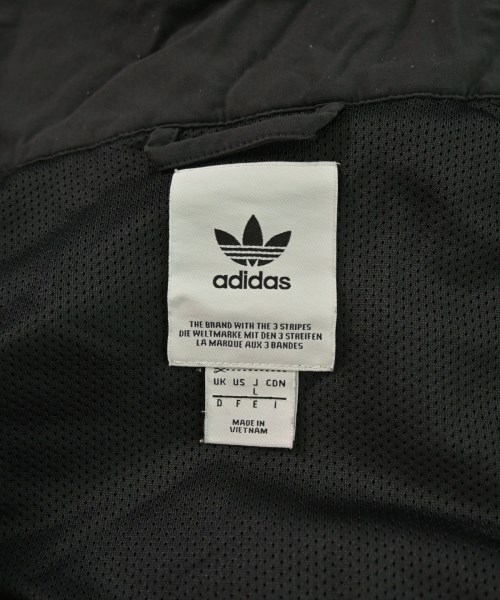 adidas
THE BRAND WITH THE 3 STRIPES
DIE WELTMARKE MIT DEN 3 STREIFEN
LA MARQUE AUX 3 BANDES
UK US J CDN
L
D F E I
MADE IN
VIETNAM